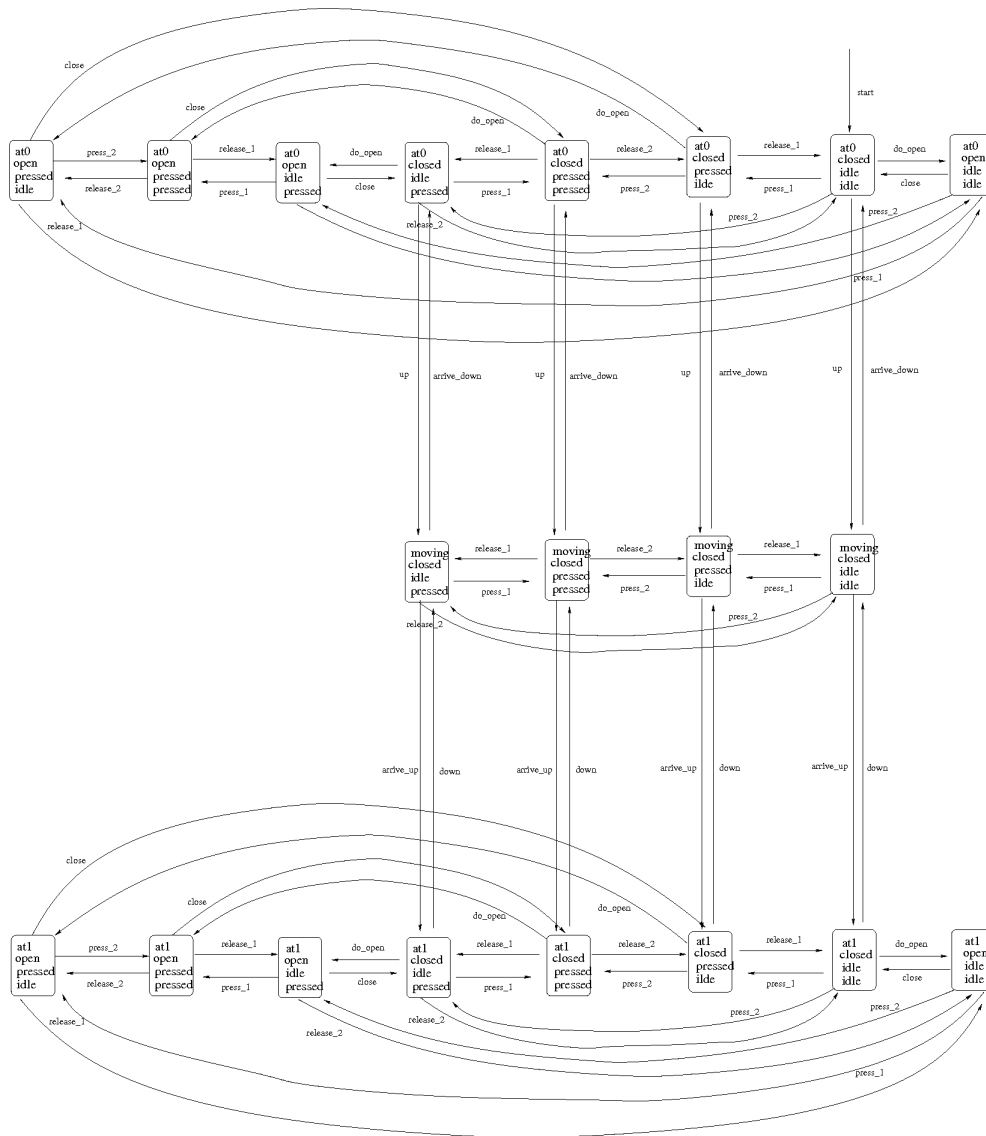 close
start
close
do_open
do_open
at0
open
pressed
idle
press_2
release_2
at0
open
pressed
pressed
release_1
press_1
at0
open
idle
pressed
do_open
close
at0
closed
idle
pressed
release_1
press_1
at0
closed
pressed
pressed
release_2
press_2
at0
closed
pressed
ilde
release_1
press_1
at0
closed
idle
idle
do_open
close
at0
open
idle
idle
release_1
release_2
press_2
press_2
press_1
up
arrive_down
up
arrive_down
up
arrive_down
up
arrive_down
moving
closed
idle
pressed
release_1
press_1
moving
closed
pressed
pressed
release_2
press_2
moving
closed
pressed
ilde
release_1
press_1
moving
closed
idle
idle
release_2
press_2
arrive_up
down
arrive_up
down
arrive_up
down
arrive_up
down
close
close
do_open
do_open
at1
open
pressed
idle
press_2
release_2
at1
open
pressed
pressed
release_1
press_1
at1
open
idle
pressed
do_open
close
at1
closed
idle
pressed
release_1
press_1
at1
closed
pressed
pressed
release_2
press_2
at1
closed
pressed
ilde
release_1
press_1
at1
closed
idle
idle
do_open
close
at1
open
idle
idle
release_1
release_2
release_2
press_2
press_2
press_1